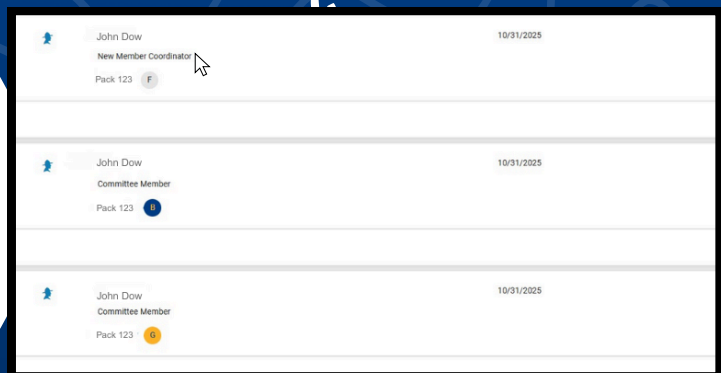 John Dow 10/31/2025
New Member Coordinator
Pack 123 F
John Dow 10/31/2025
Committee Member
Pack 123 B
John Dow 10/31/2025
Committee Member
Pack 123 G